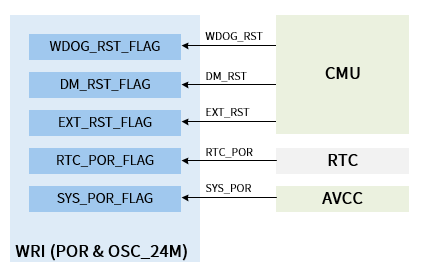 WDOG_RST_FLAG
WDOG_RST
CMU
DM_RST_FLAG
DM_RST
EXT_RST_FLAG
EXT_RST
RTC_POR_FLAG
RTC_POR
RTC
SYS_POR_FLAG
SYS_POR
AVCC
WRI (POR & OSC_24M)